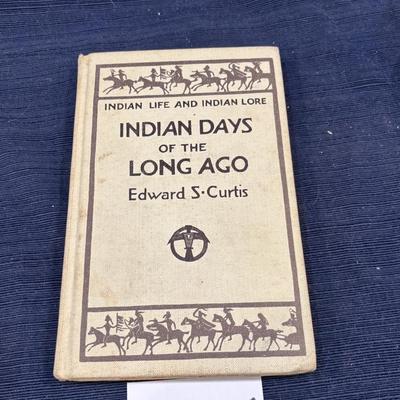 INDIAN LIFE AND INDIAN LORE
INDIAN DAYS
OF THE
LONG AGO
Edward S. Curtis